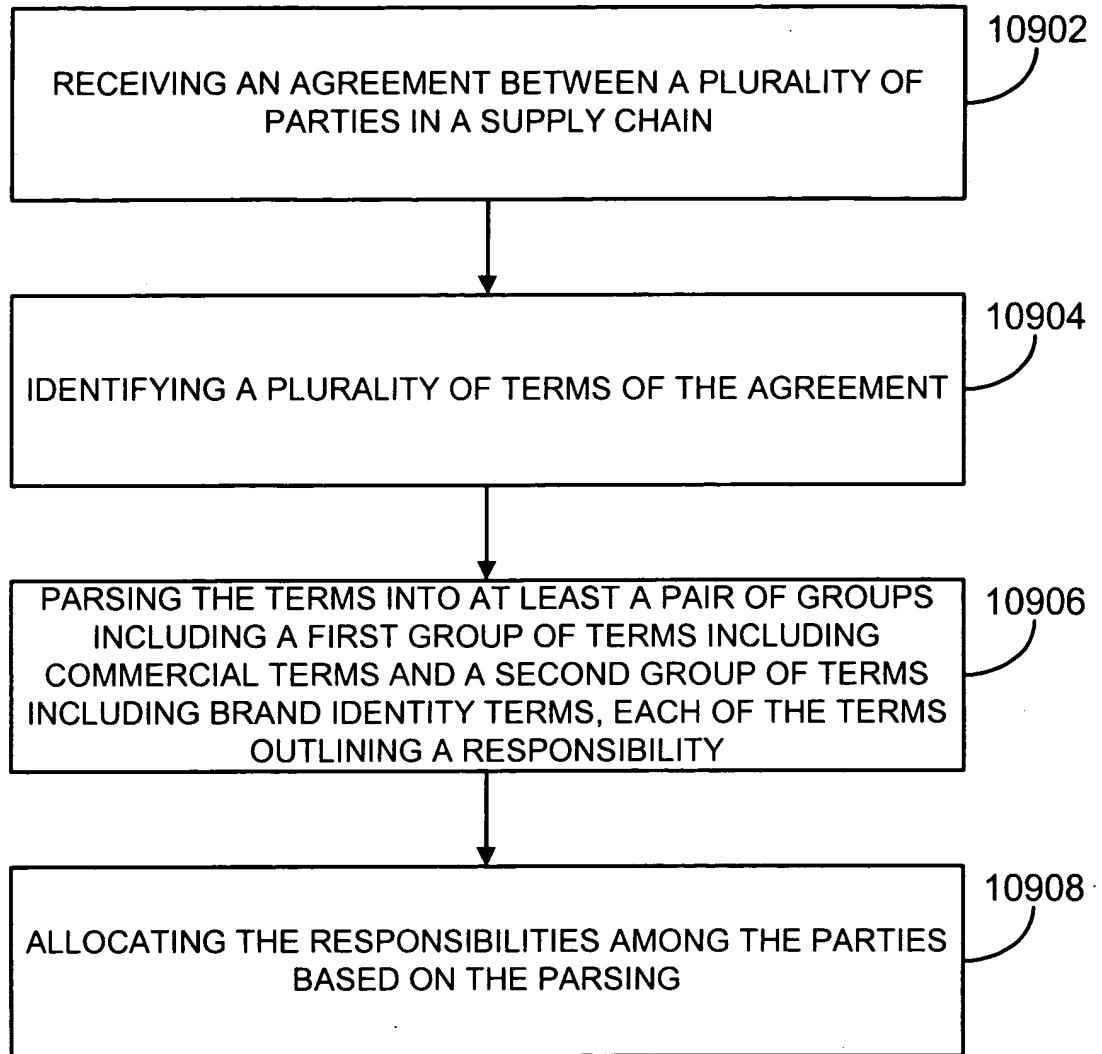 10902
RECEIVING AN AGREEMENT BETWEEN A PLURALITY OF
PARTIES IN A SUPPLY CHAIN
10904
IDENTIFYING A PLURALITY OF TERMS OF THE AGREEMENT
10906
PARSING THE TERMS INTO AT LEAST A PAIR OF GROUPS
INCLUDING A FIRST GROUP OF TERMS INCLUDING
COMMERCIAL TERMS AND A SECOND GROUP OF TERMS
INCLUDING BRAND IDENTITY TERMS, EACH OF THE TERMS
OUTLINING A RESPONSIBILITY
10908
ALLOCATING THE RESPONSIBILITIES AMONG THE PARTIES
BASED ON THE PARSING